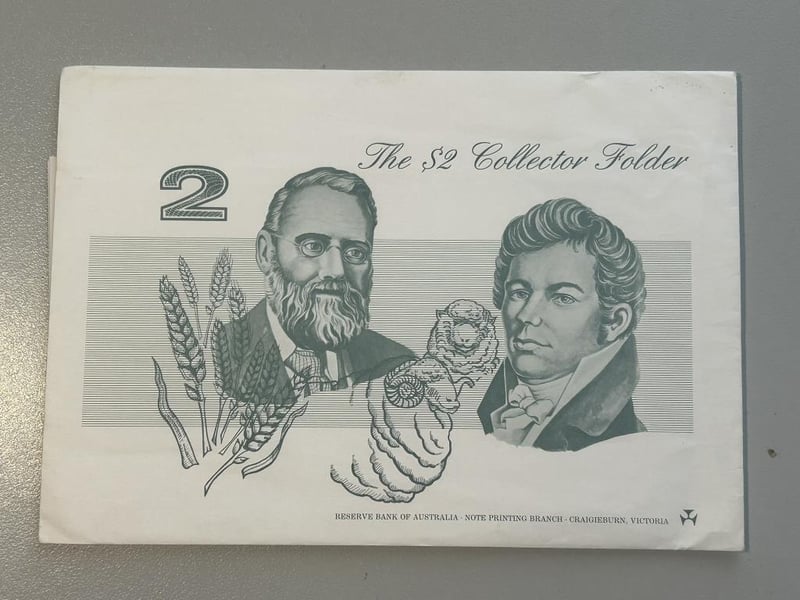 The $2 Collector Folder
2
RESERVE BANK OF AUSTRALIA · NOTE PRINTING BRANCH · CRAIGIEBURN, VICTORIA